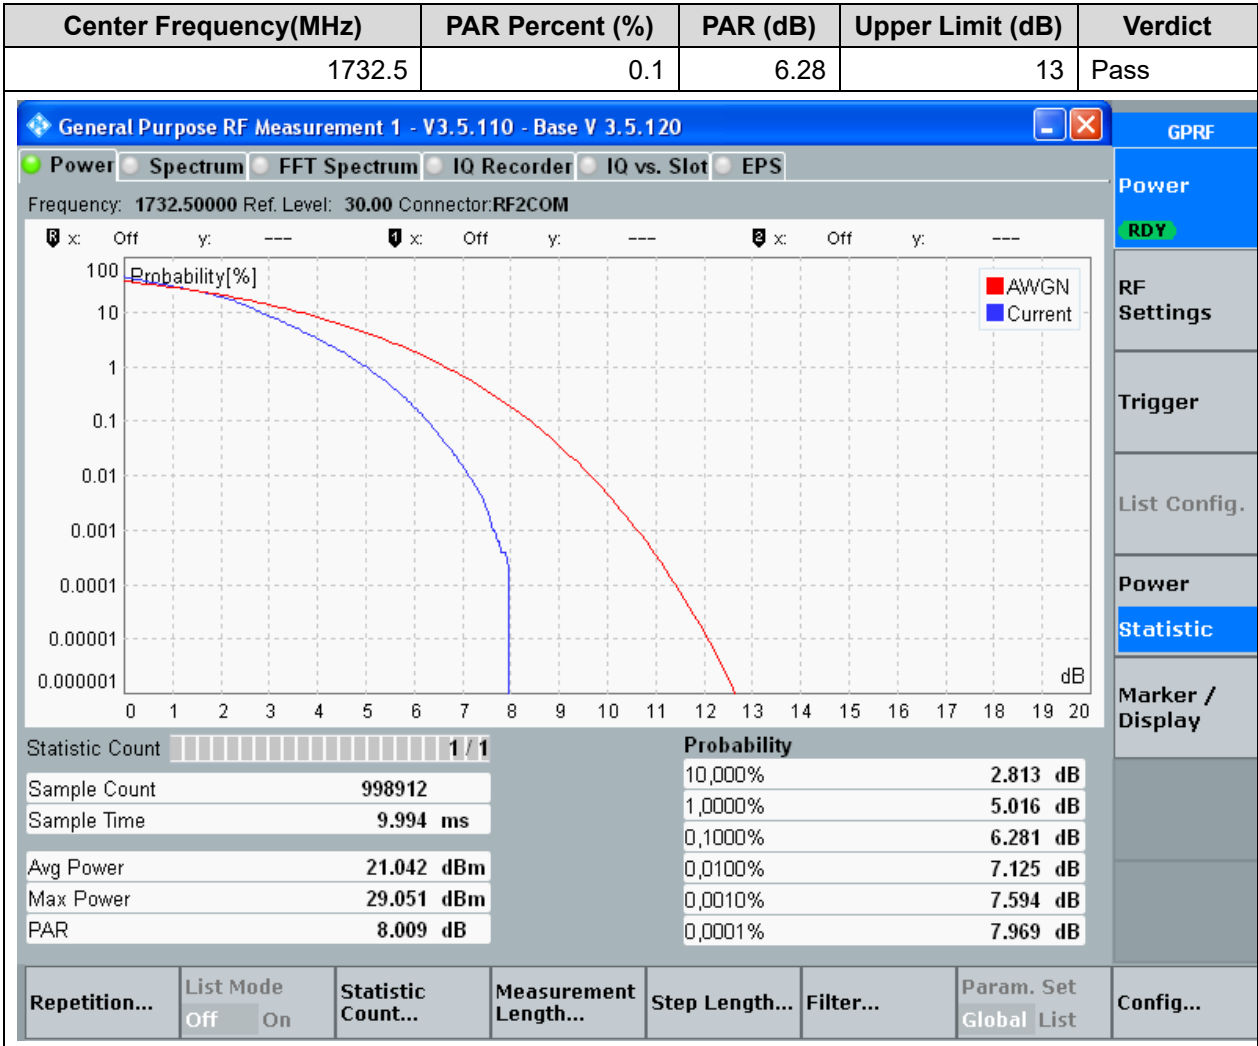 Center Frequency(MHz) PAR Percent (%) PAR (dB) Upper Limit (dB) Verdict
1732.5 0.1 6.28 13 Pass
General Purpose RF Measurement 1 - V3.5.110 - Base V 3.5.120
GPRF
Power Spectrum FFT Spectrum IQ Recorder IQ vs. Slot EPS
Frequency: 1732.50000 Ref. Level: 30.00 Connector:RF2COM
R x: Off y: --- 1 x: Off y: --- 2 x: Off y: ---
Probability[%]
AWGN
Current
100
10
1
0.1
0.01
0.001
0.0001
0.00001
0.000001
dB
0 1 2 3 4 5 6 7 8 9 10 11 12 13 14 15 16 17 18 19 20
Statistic Count 1 / 1
Sample Count 998912
Sample Time 9.994 ms
Avg Power 21.042 dBm
Max Power 29.051 dBm
PAR 8.009 dB
Probability
10,000% 2.813 dB
1,0000% 5.016 dB
0,1000% 6.281 dB
0,0100% 7.125 dB
0,0010% 7.594 dB
0,0001% 7.969 dB
Power
RDY
RF
Settings
Trigger
List Config.
Power
Statistic
Marker /
Display
Repetition...
List Mode
Off On
Statistic
Count...
Measurement
Length...
Step Length...
Filter...
Param. Set
Global List
Config...